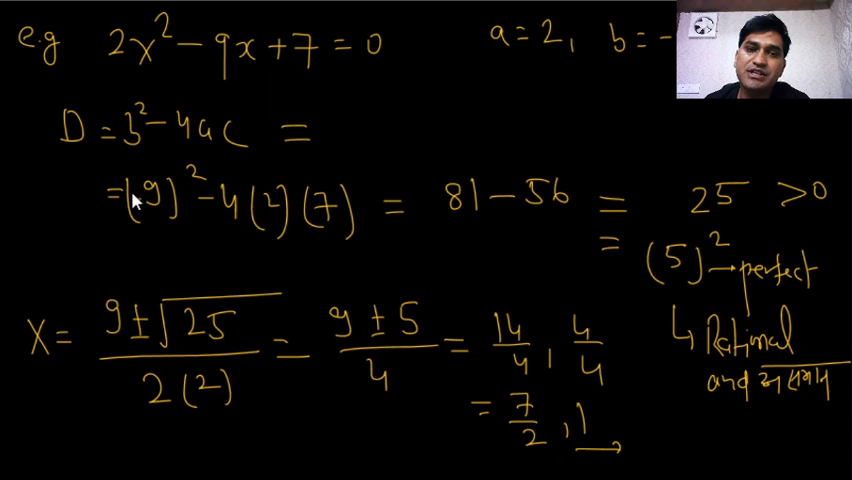 e.g 2x² - 9x + 7 = 0 a = 2, b = -
D = b² - 4ac =
= (-9)² - 4(2)(7) = 81 - 56 = 25 > 0
= (5)² → perfect
x = 9 ± √25 / 2(2) = 9 ± 5 / 4 = 14/4, 4/4
↳ Rational
and असमान
= 7/2, 1